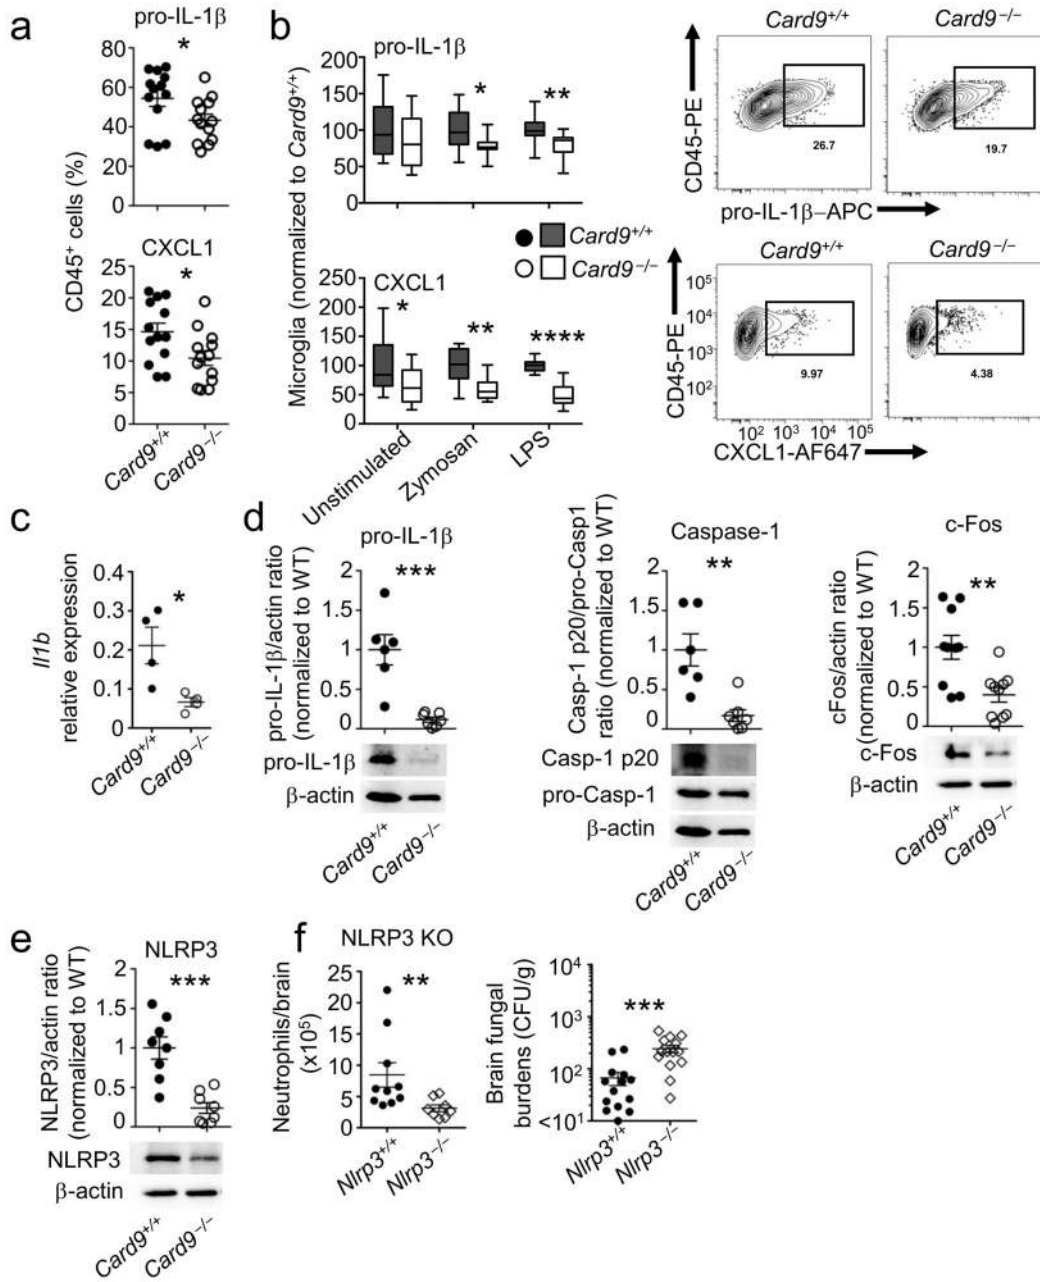 a
pro-IL-1β
*
80
60
40
20
0
CD45⁺ cells (%)
CXCL1
*
25
20
15
10
5
0
Card9⁺/⁺
Card9⁻/⁻
b
Microglia (normalized to Card9⁺/⁺)
pro-IL-1β
*
**
200
150
100
50
0
Card9⁺/⁺
Card9⁻/⁻
CXCL1
*
**
****
250
200
150
100
50
0
Unstimulated
Zymosan
LPS
Card9⁺/⁺
Card9⁻/⁻
CD45-PE
26.7
19.7
pro-IL-1β–APC
Card9⁺/⁺
Card9⁻/⁻
CD45-PE
10⁵
10⁴
10³
10²
9.97
4.38
10² 10³ 10⁴ 10⁵
CXCL1-AF647
c
Il1b
relative expression
0.4
0.3
0.2
0.1
0
*
Card9⁺/⁺
Card9⁻/⁻
d
pro-IL-1β
pro-IL-1β/actin ratio
(normalized to WT)
***
2
1.5
1
0.5
0
pro-IL-1β
β-actin
Card9⁺/⁺
Card9⁻/⁻
Caspase-1
Casp-1 p20/pro-Casp1
ratio (normalized to WT)
**
2
1.5
1
0.5
0
Casp-1 p20
pro-Casp-1
β-actin
Card9⁺/⁺
Card9⁻/⁻
c-Fos
cFos/actin ratio
(normalized to WT)
**
2
1.5
1
0.5
0
c-Fos
β-actin
Card9⁺/⁺
Card9⁻/⁻
e
NLRP3
NLRP3/actin ratio
(normalized to WT)
***
2
1.5
1
0.5
0
NLRP3
β-actin
Card9⁺/⁺
Card9⁻/⁻
f
NLRP3 KO
Neutrophils/brain
(x10⁵)
**
25
20
15
10
5
0
Nlrp3⁺/⁺
Nlrp3⁻/⁻
Brain fungal
burdens (CFU/g)
***
10⁴
10³
10²
<10¹
Nlrp3⁺/⁺
Nlrp3⁻/⁻